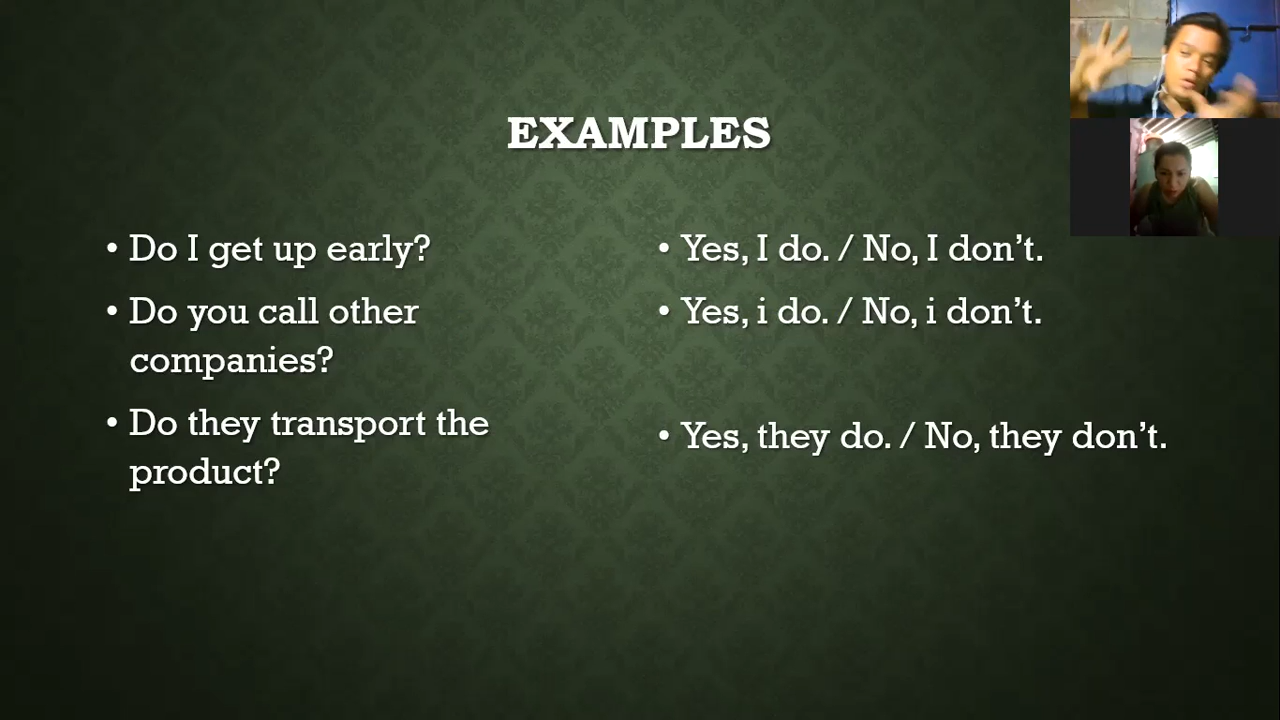 EXAMPLES
• Do I get up early?
• Do you call other
companies?
• Do they transport the
product?
• Yes, I do. / No, I don’t.
• Yes, i do. / No, i don’t.
• Yes, they do. / No, they don’t.